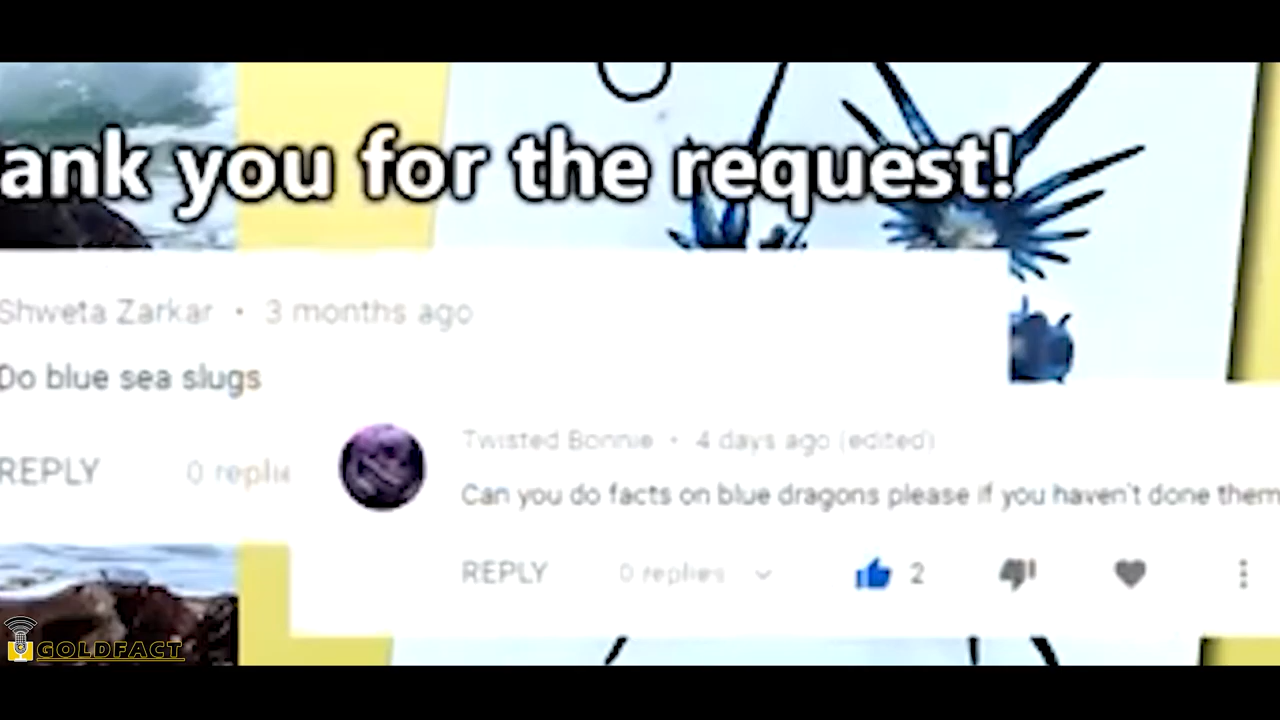 ank you for the request!
Shweta Zarkar • 3 months ago
Do blue sea slugs
REPLY 0 replie
Twisted Bonnie • 4 days ago (edited)
Can you do facts on blue dragons please if you haven't done them
REPLY 0 replies 2
GOLDFACT